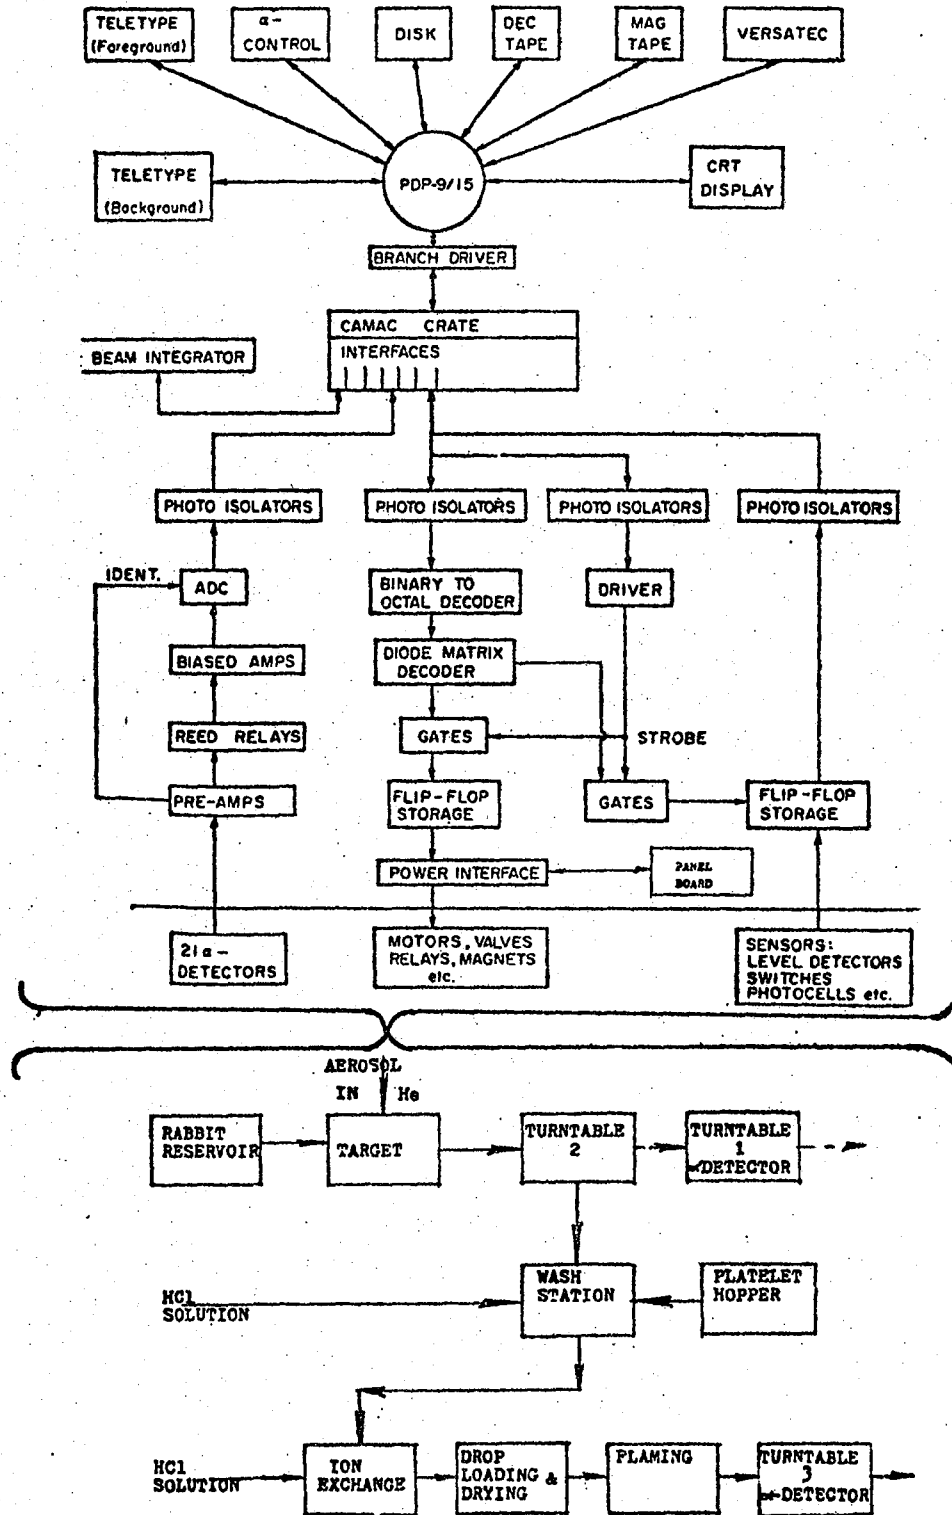 TELETYPE
(Foreground)
α-
CONTROL
DISK
DEC
TAPE
MAG
TAPE
VERSATEC
TELETYPE
(Background)
PDP-9/15
CRT
DISPLAY
BRANCH DRIVER
CAMAC CRATE
INTERFACES
BEAM INTEGRATOR
PHOTO ISOLATORS
PHOTO ISOLATORS
PHOTO ISOLATORS
PHOTO ISOLATORS
IDENT.
ADC
BINARY TO
OCTAL DECODER
DRIVER
BIASED AMPS
DIODE MATRIX
DECODER
REED RELAYS
GATES
STROBE
PRE-AMPS
FLIP-FLOP
STORAGE
GATES
FLIP-FLOP
STORAGE
POWER INTERFACE
PANEL
BOARD
21α-
DETECTORS
MOTORS, VALVES
RELAYS, MAGNETS
etc.
SENSORS:
LEVEL DETECTORS
SWITCHES
PHOTOCELLS etc.
AEROSOL
IN He
RABBIT
RESERVOIR
TARGET
TURNTABLE
2
TURNTABLE
1
α-DETECTOR
HCl
SOLUTION
WASH
STATION
PLATELET
HOPPER
HCl
SOLUTION
ION
EXCHANGE
DROP
LOADING &
DRYING
PLAMING
TURNTABLE
3
α-DETECTOR